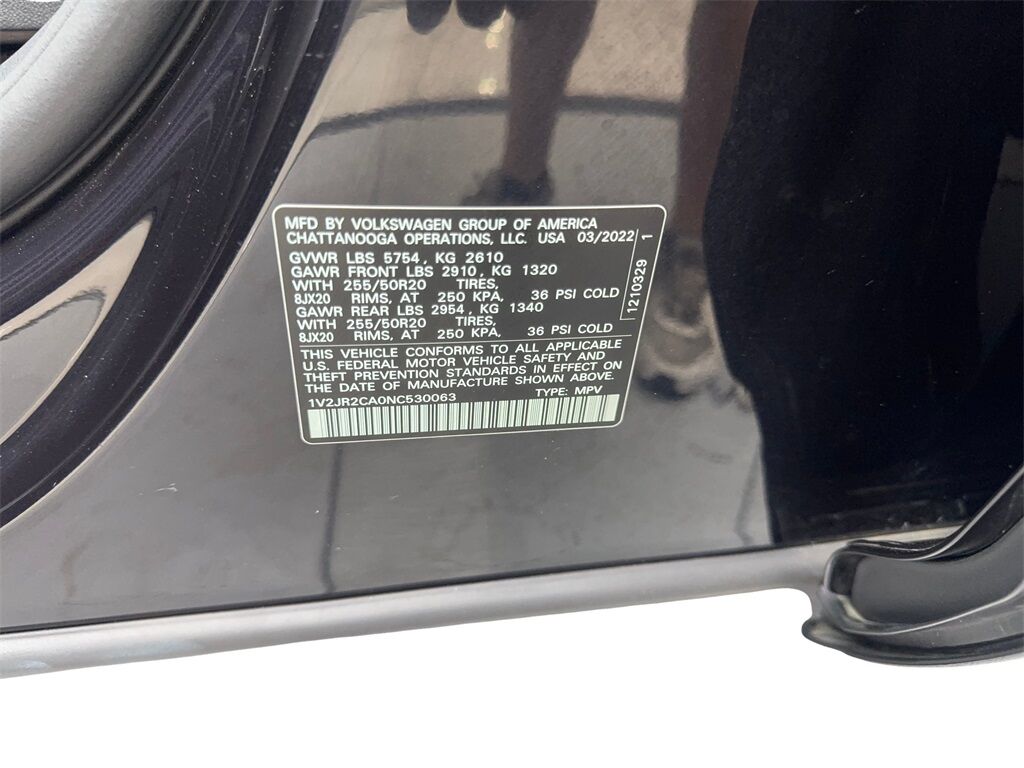 MFD BY VOLKSWAGEN GROUP OF AMERICA
CHATTANOOGA OPERATIONS, LLC. USA 03/2022
GVWR LBS 5754, KG 2610
GAWR FRONT LBS 2910, KG 1320
WITH 255/50R20 TIRES,
8JX20 RIMS, AT 250 KPA, 36 PSI COLD
GAWR REAR LBS 2954, KG 1340
WITH 255/50R20 TIRES,
8JX20 RIMS, AT 250 KPA, 36 PSI COLD
THIS VEHICLE CONFORMS TO ALL APPLICABLE
U.S. FEDERAL MOTOR VEHICLE SAFETY AND
THEFT PREVENTION STANDARDS IN EFFECT ON
THE DATE OF MANUFACTURE SHOWN ABOVE.
1V2JR2CA0NC530063 TYPE: MPV
1210329 1